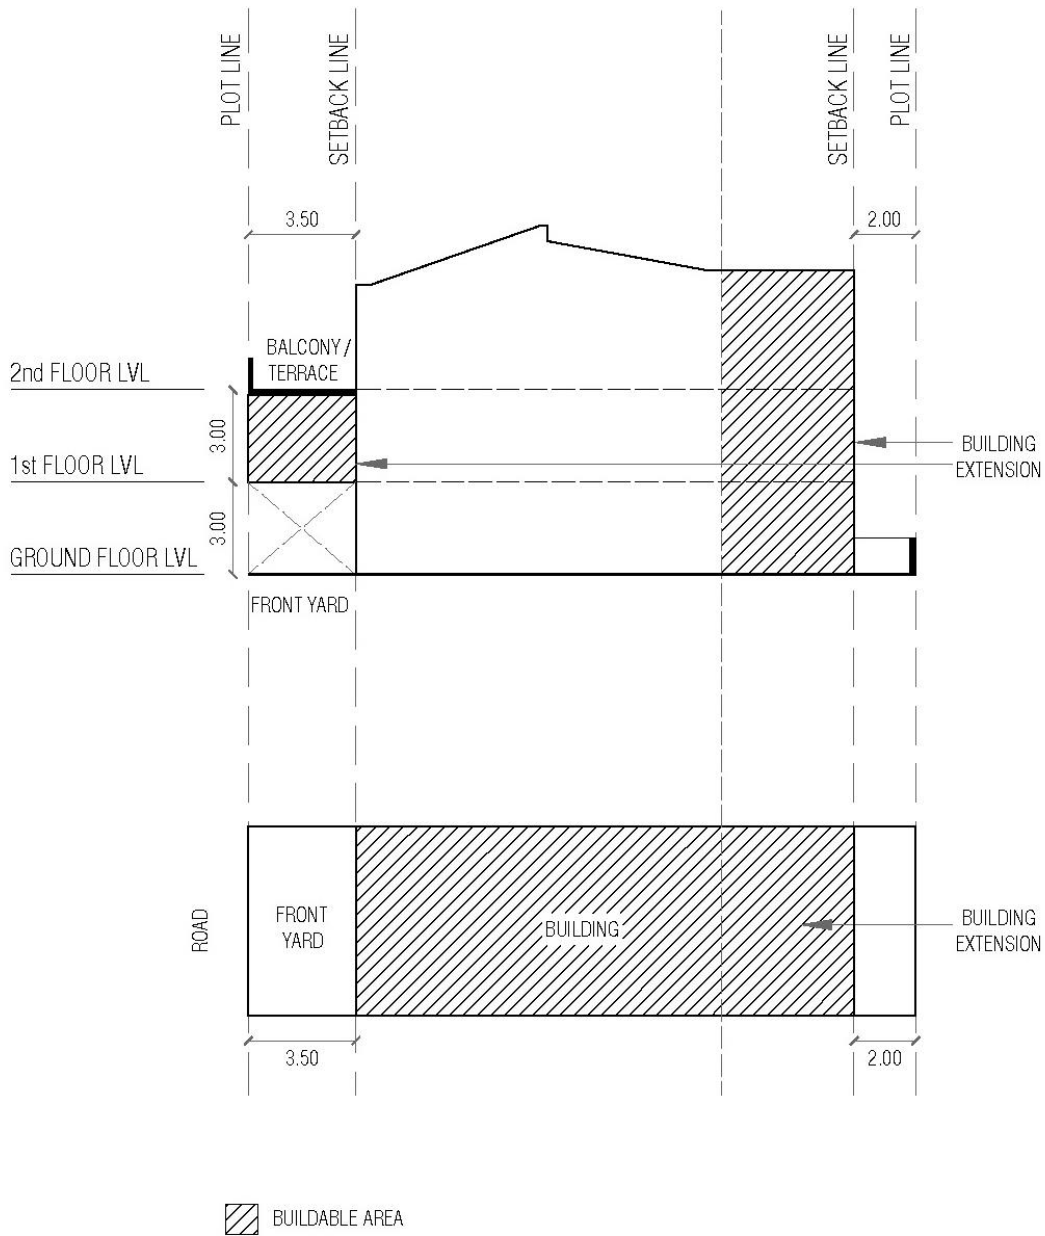 PLOT LINE
SETBACK LINE
SETBACK LINE
PLOT LINE
3.50
2.00
BALCONY /
TERRACE
2nd FLOOR LVL
3.00
1st FLOOR LVL
BUILDING
EXTENSION
3.00
GROUND FLOOR LVL
FRONT YARD
ROAD
FRONT
YARD
BUILDING
BUILDING
EXTENSION
3.50
2.00
BUILDABLE AREA